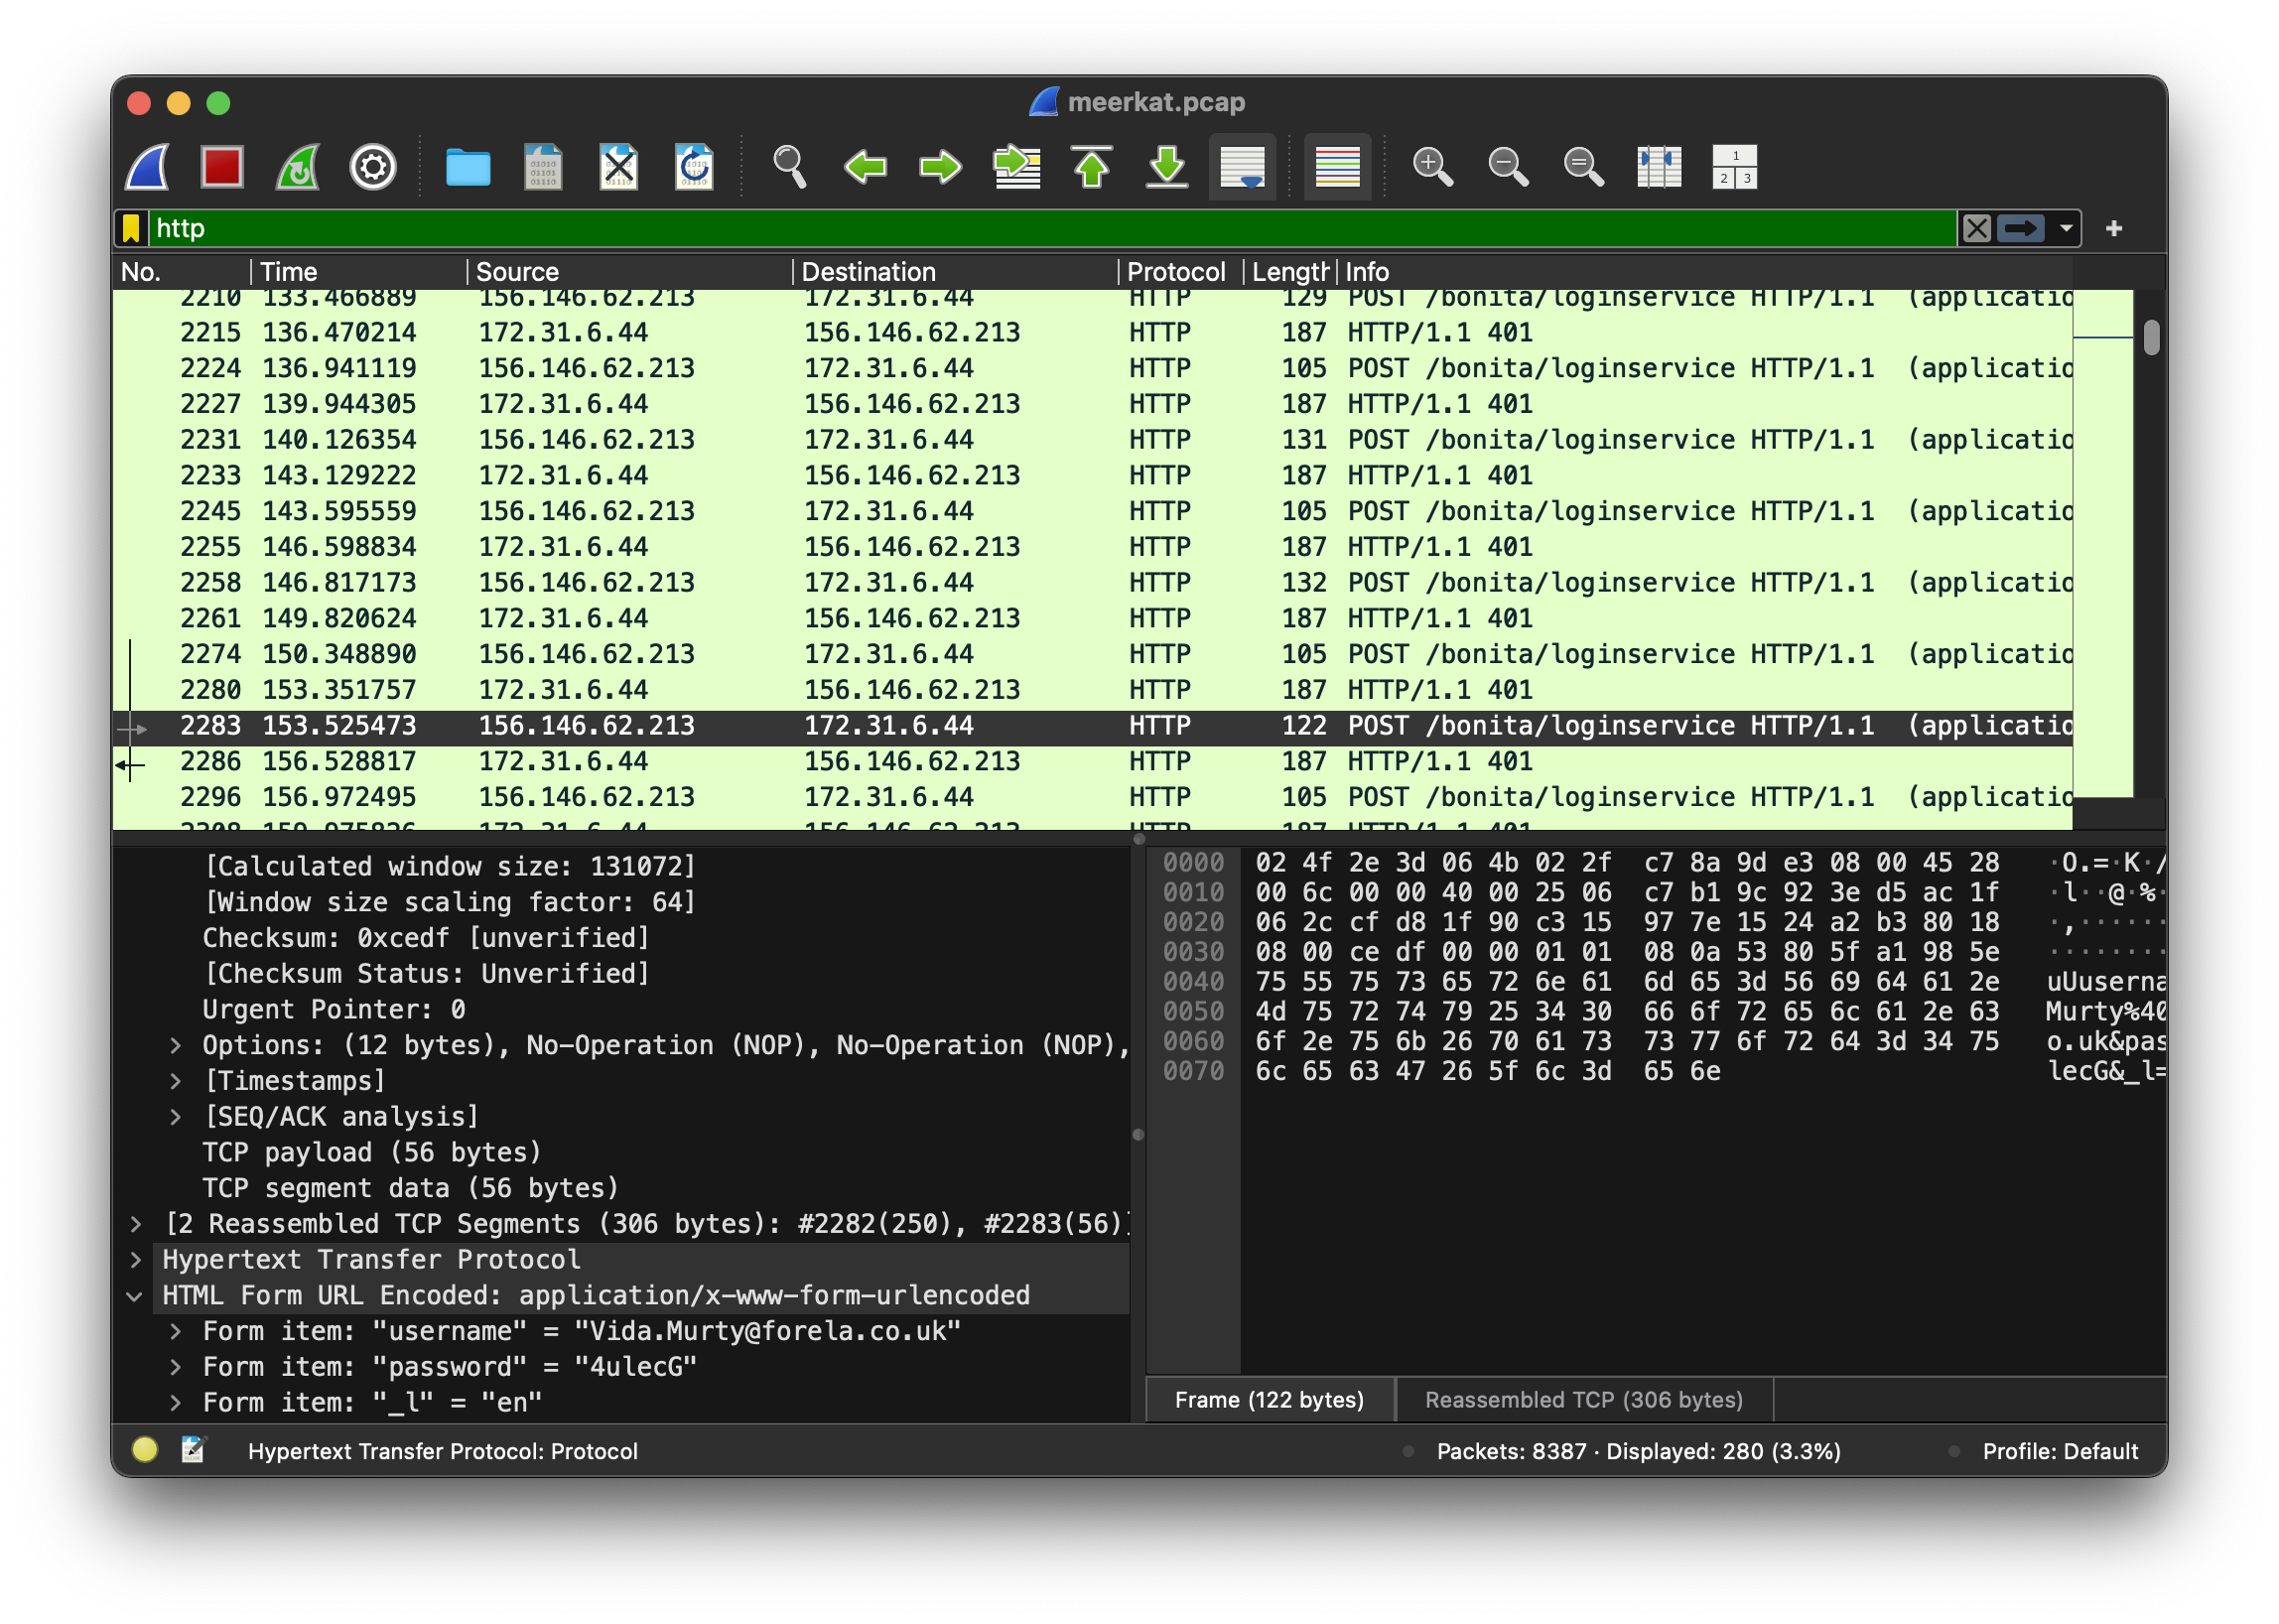 meerkat.pcap
http
No. Time Source Destination Protocol Length Info
2210 133.466889 156.146.62.213 172.31.6.44 HTTP 129 POST /bonita/loginservice HTTP/1.1 (applicatio
2215 136.470214 172.31.6.44 156.146.62.213 HTTP 187 HTTP/1.1 401
2224 136.941119 156.146.62.213 172.31.6.44 HTTP 105 POST /bonita/loginservice HTTP/1.1 (applicatio
2227 139.944305 172.31.6.44 156.146.62.213 HTTP 187 HTTP/1.1 401
2231 140.126354 156.146.62.213 172.31.6.44 HTTP 131 POST /bonita/loginservice HTTP/1.1 (applicatio
2233 143.129222 172.31.6.44 156.146.62.213 HTTP 187 HTTP/1.1 401
2245 143.595559 156.146.62.213 172.31.6.44 HTTP 105 POST /bonita/loginservice HTTP/1.1 (applicatio
2255 146.598834 172.31.6.44 156.146.62.213 HTTP 187 HTTP/1.1 401
2258 146.817173 156.146.62.213 172.31.6.44 HTTP 132 POST /bonita/loginservice HTTP/1.1 (applicatio
2261 149.820624 172.31.6.44 156.146.62.213 HTTP 187 HTTP/1.1 401
2274 150.348890 156.146.62.213 172.31.6.44 HTTP 105 POST /bonita/loginservice HTTP/1.1 (applicatio
2280 153.351757 172.31.6.44 156.146.62.213 HTTP 187 HTTP/1.1 401
2283 153.525473 156.146.62.213 172.31.6.44 HTTP 122 POST /bonita/loginservice HTTP/1.1 (applicatio
2286 156.528817 172.31.6.44 156.146.62.213 HTTP 187 HTTP/1.1 401
2296 156.972495 156.146.62.213 172.31.6.44 HTTP 105 POST /bonita/loginservice HTTP/1.1 (applicatio
2308 159.975826 172.31.6.44 156.146.62.213 HTTP 187 HTTP/1.1 401
[Calculated window size: 131072]
[Window size scaling factor: 64]
Checksum: 0xcedf [unverified]
[Checksum Status: Unverified]
Urgent Pointer: 0
Options: (12 bytes), No-Operation (NOP), No-Operation (NOP),
[Timestamps]
[SEQ/ACK analysis]
TCP payload (56 bytes)
TCP segment data (56 bytes)
[2 Reassembled TCP Segments (306 bytes): #2282(250), #2283(56)]
Hypertext Transfer Protocol
HTML Form URL Encoded: application/x-www-form-urlencoded
Form item: "username" = "Vida.Murty@forela.co.uk"
Form item: "password" = "4ulecG"
Form item: "_l" = "en"
0000 02 4f 2e 3d 06 4b 02 2f c7 8a 9d e3 08 00 45 28 ·O.=·K·/
0010 00 6c 00 00 40 00 25 06 c7 b1 9c 92 3e d5 ac 1f ·l··@·%·
0020 06 2c cf d8 1f 90 c3 15 97 7e 15 24 a2 b3 80 18 ·,······
0030 08 00 ce df 00 00 01 01 08 0a 53 80 5f a1 98 5e ········
0040 75 55 75 73 65 72 6e 61 6d 65 3d 56 69 64 61 2e uUuserna
0050 4d 75 72 74 79 25 34 30 66 6f 72 65 6c 61 2e 63 Murty%40
0060 6f 2e 75 6b 26 70 61 73 73 77 6f 72 64 3d 34 75 o.uk&pas
0070 6c 65 63 47 26 5f 6c 3d 65 6e lecG&_l=
Frame (122 bytes) Reassembled TCP (306 bytes)
Hypertext Transfer Protocol: Protocol Packets: 8387 · Displayed: 280 (3.3%) Profile: Default